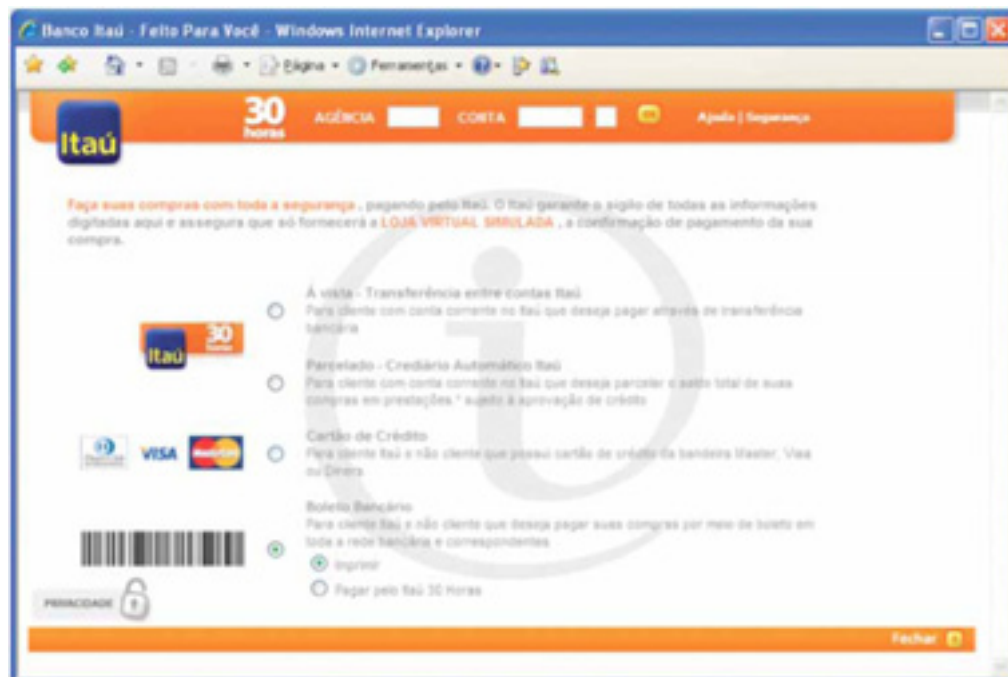 Banco Itaú - Feito Para Você - Windows Internet Explorer
Página Ferramentas
Itaú
30
horas
AGÊNCIA
CONTA
Ajuda | Segurança
Faça suas compras com toda a segurança, pagando pelo Itaú. O Itaú garante o sigilo de todas as informações
digitadas aqui e assegura que só fornecerá a LOJA VIRTUAL SIMULADA, a confirmação de pagamento da sua
compra.
À vista - Transferência entre contas Itaú
Para cliente com conta corrente no Itaú que deseja pagar através de transferência
bancária
Itaú
30
horas
Parcelado - Crediário Automático Itaú
Para cliente com conta corrente no Itaú que deseja parcelar o saldo total de suas
compras em prestações.* sujeito à aprovação de crédito
VISA
MasterCard
Cartão de Crédito
Para cliente Itaú e não cliente que possui cartão de crédito da bandeira Master, Visa
ou Diners
Boleto Bancário
Para cliente Itaú e não cliente que deseja pagar suas compras por meio de boleto em
toda a rede bancária e correspondentes
Imprimir
Pagar pelo Itaú 30 Horas
PRIVACIDADE
Fechar